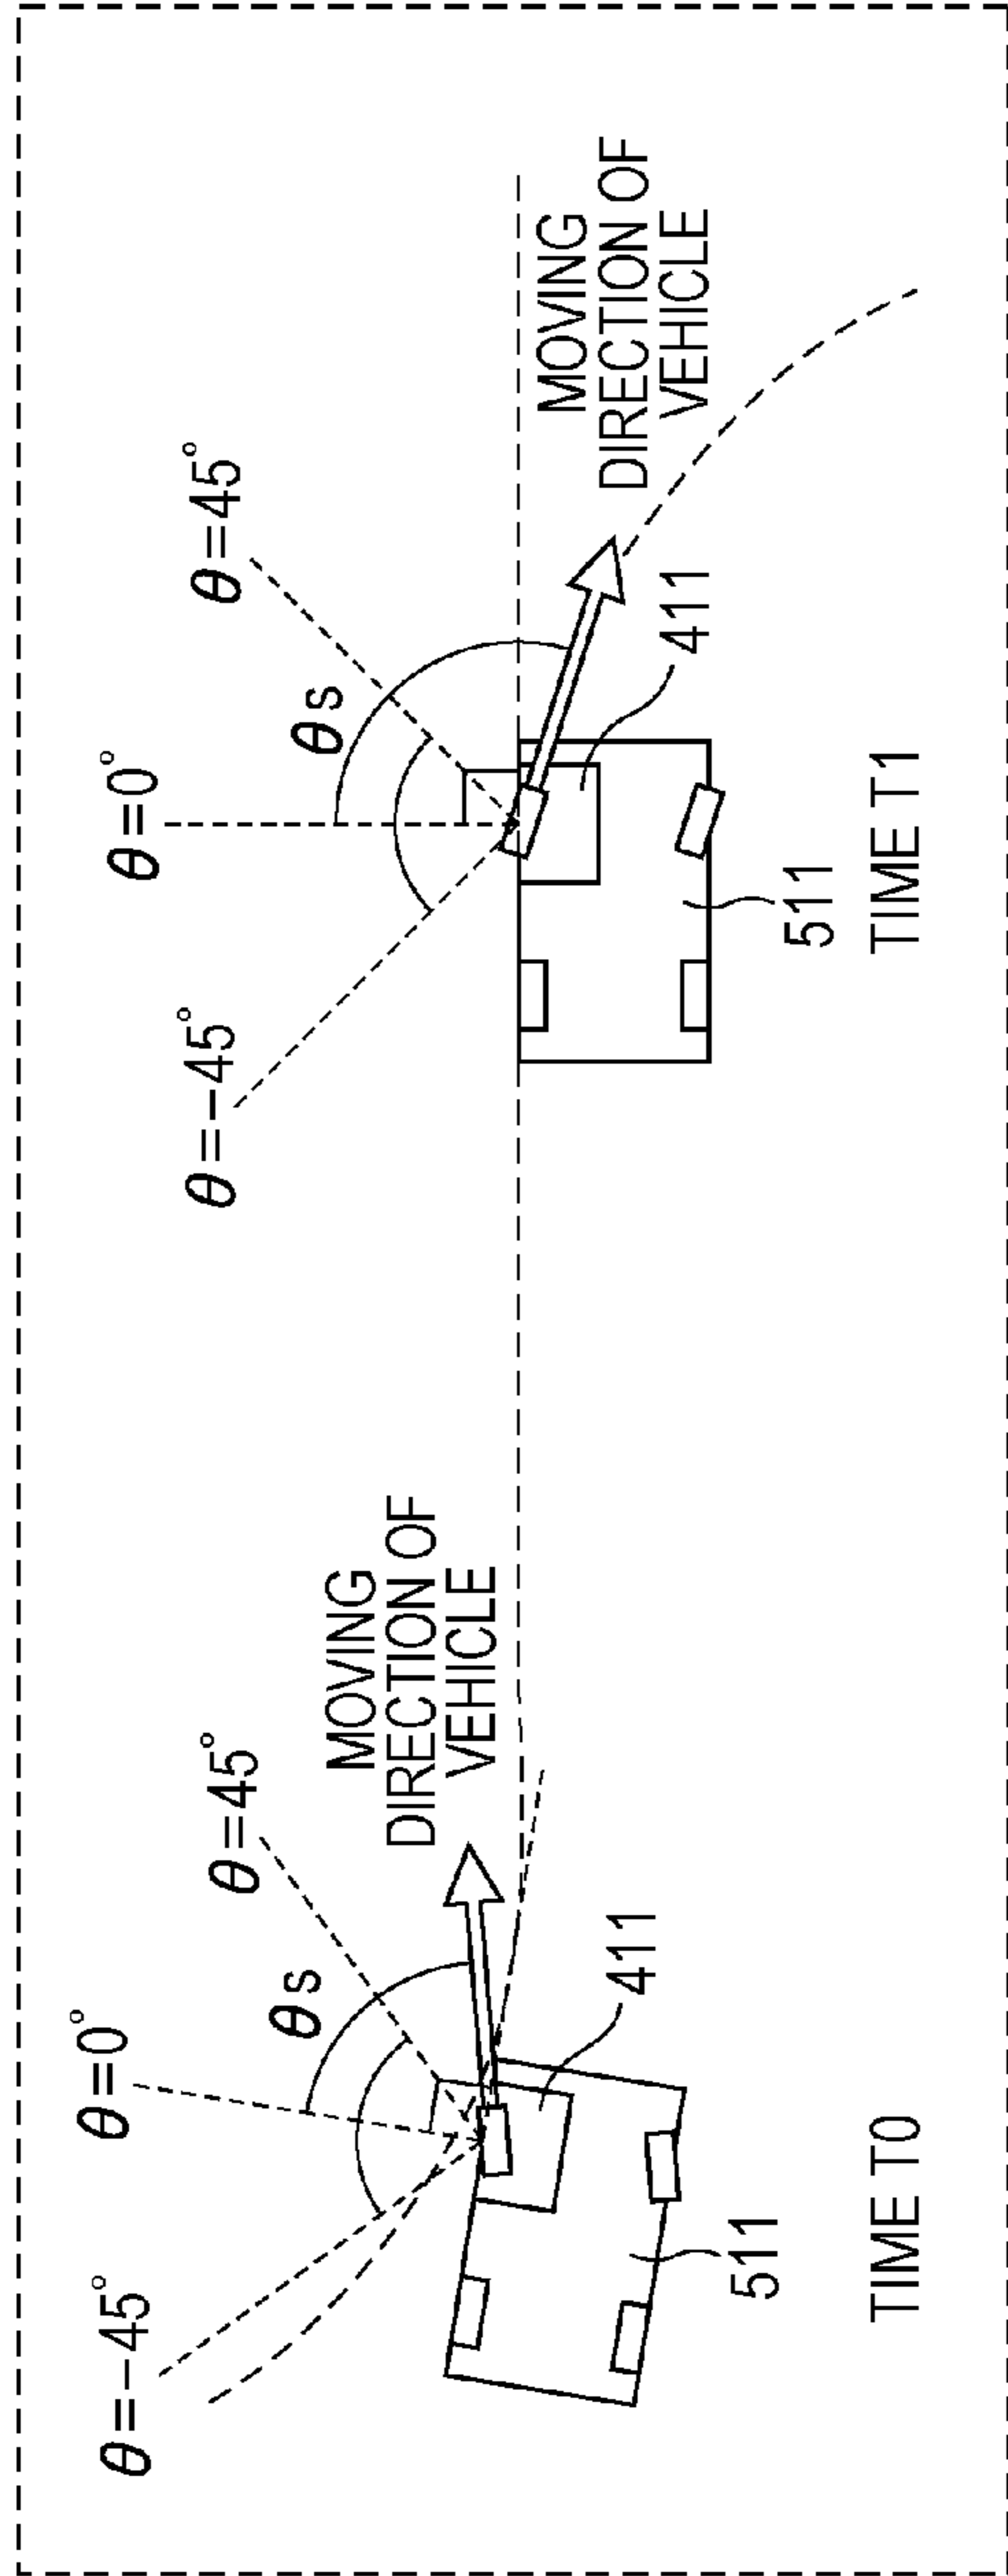 θ=-45°
θ=0°
θ=45°
θs
MOVING
DIRECTION OF
VEHICLE
411
511
TIME T0
θ=-45°
θ=0°
θ=45°
θs
MOVING
DIRECTION OF
VEHICLE
411
511
TIME T1